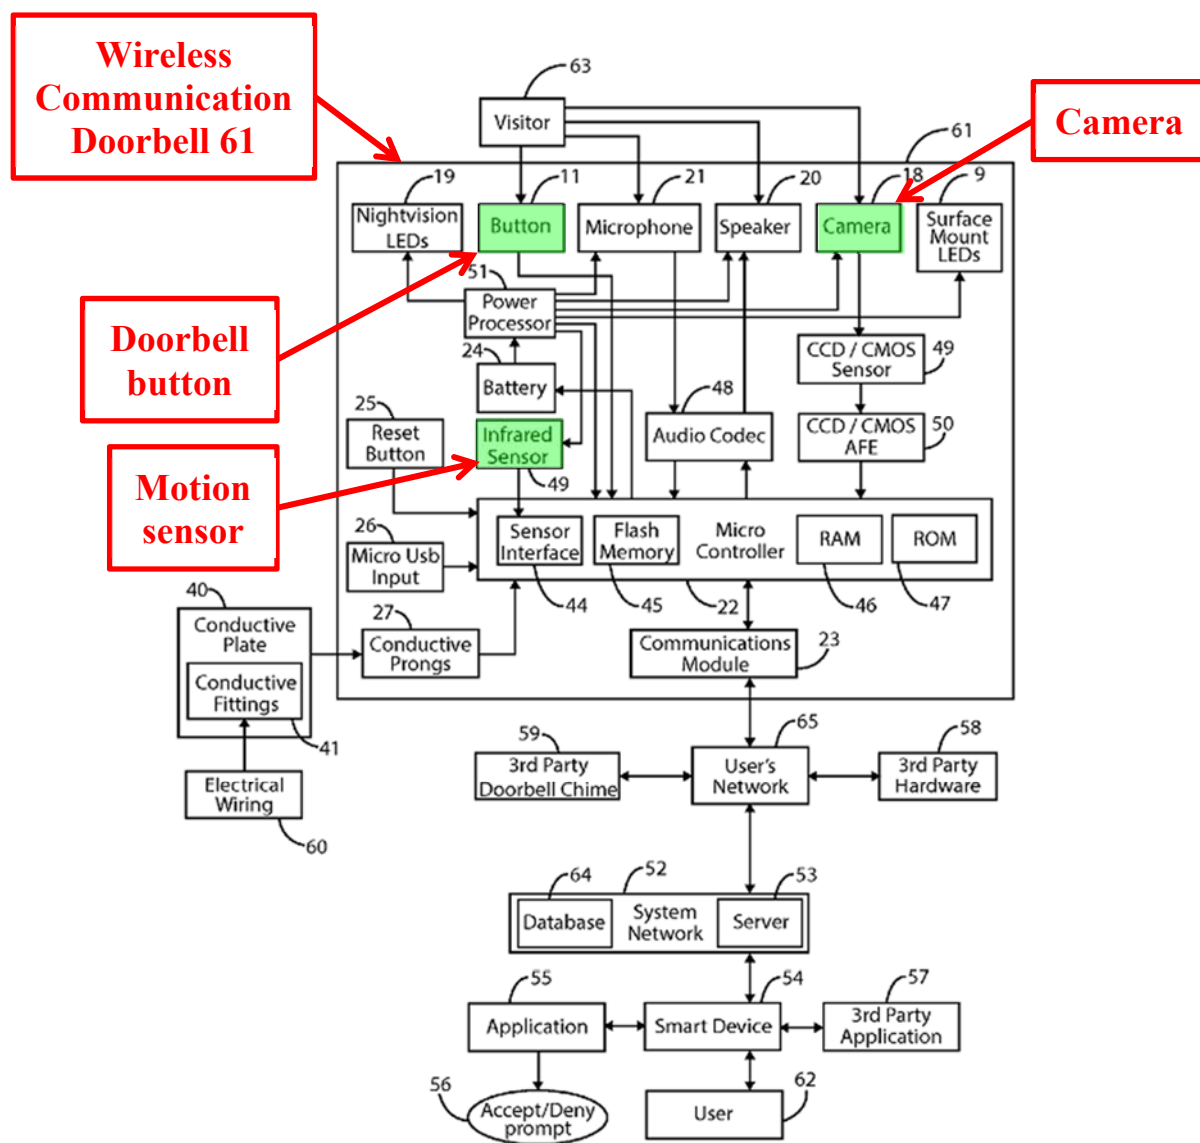 Wireless
Communication
Doorbell 61
Camera
63
Visitor
61
19
11
21
20
18
9
Nightvision
LEDs
Button
Microphone
Speaker
Camera
Surface
Mount
LEDs
51
Power
Processor
Doorbell
button
24
Battery
CCD / CMOS
Sensor
49
25
Reset
Button
Infrared
Sensor
49
48
Audio Codec
CCD / CMOS
AFE
50
Motion
sensor
26
Micro Usb
Input
Sensor
Interface
Flash
Memory
Micro
Controller
RAM
ROM
44
45
22
46
47
40
Conductive
Plate
27
Conductive
Prongs
Communications
Module
23
Conductive
Fittings
41
Electrical
Wiring
60
59
3rd Party
Doorbell Chime
65
User's
Network
58
3rd Party
Hardware
52
64
Database
System
Network
53
Server
55
Application
54
Smart Device
57
3rd Party
Application
56
Accept/Deny
prompt
User
62